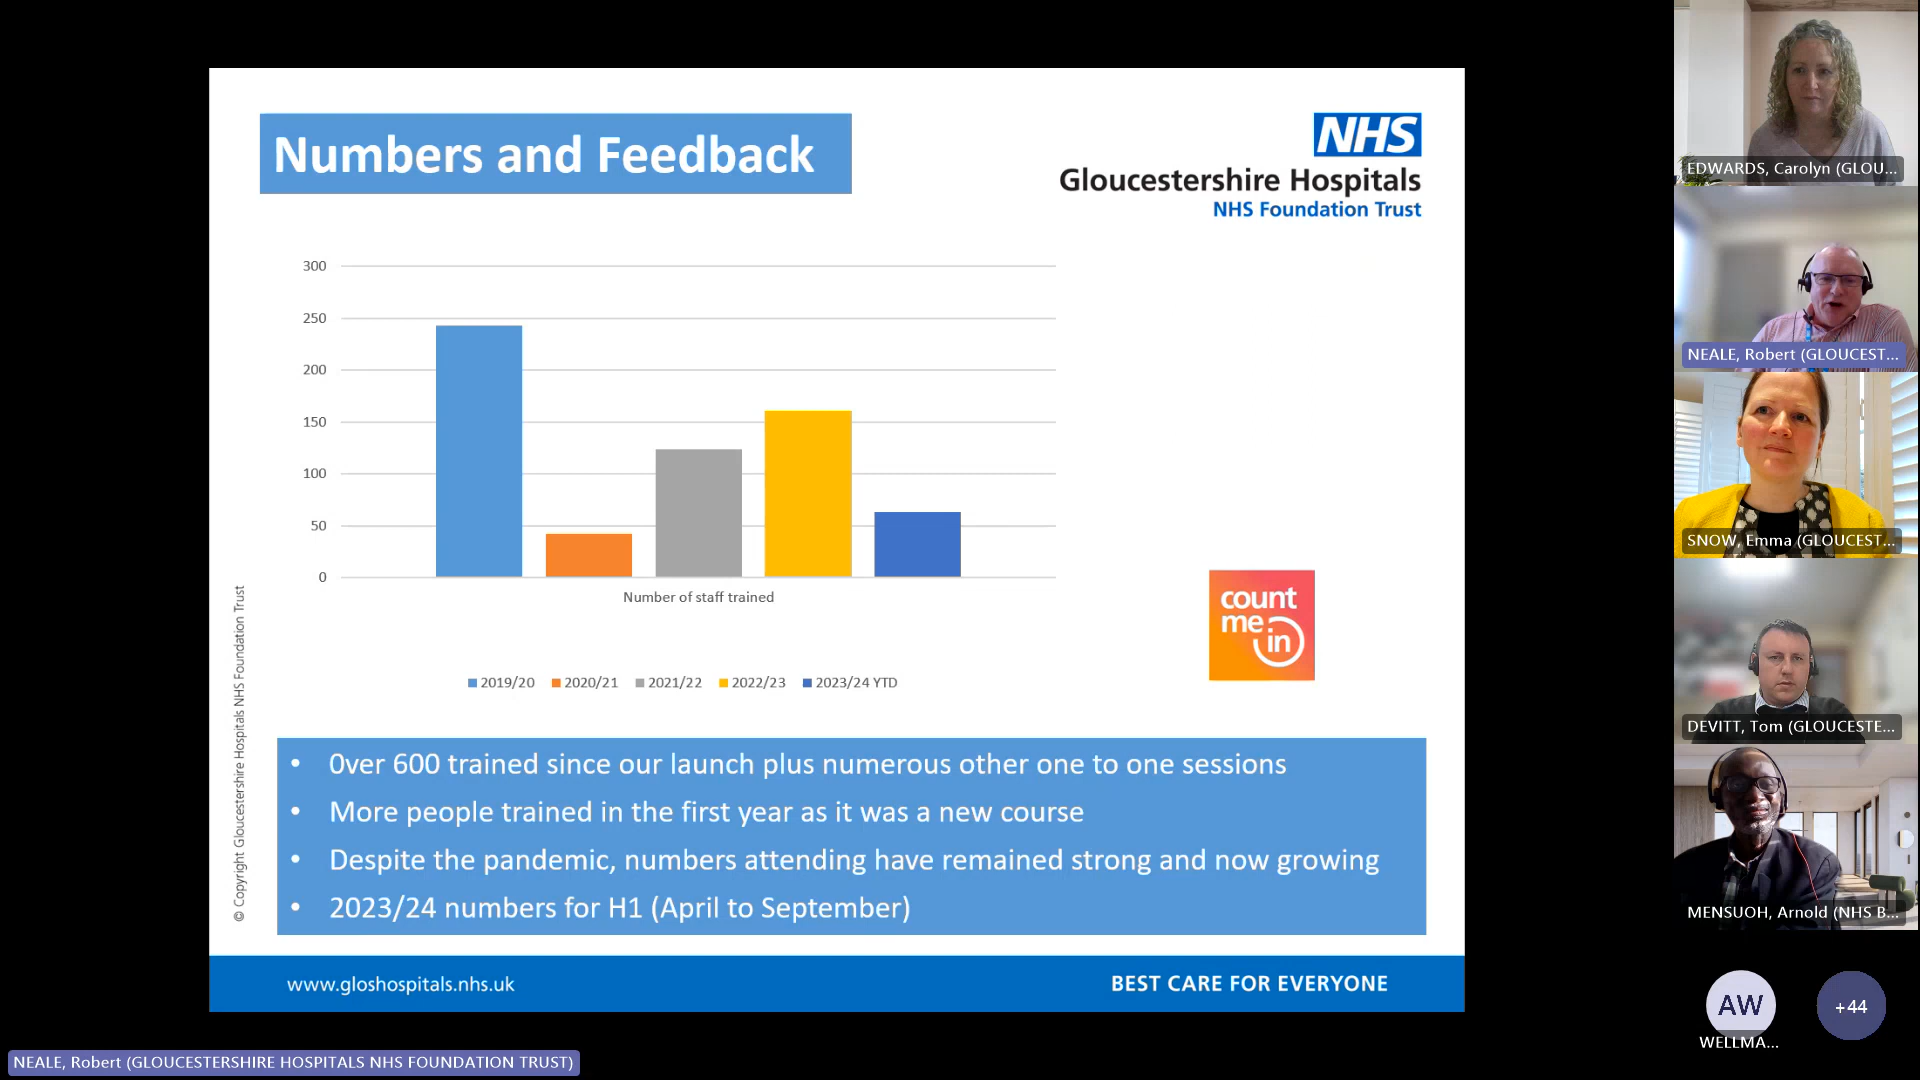 Numbers and Feedback
NHS
Gloucestershire Hospitals
NHS Foundation Trust
300
250
200
150
100
50
0
Number of staff trained
2019/20 2020/21 2021/22 2022/23 2023/24 YTD
count
me
in
© Copyright Gloucestershire Hospitals NHS Foundation Trust
• 0ver 600 trained since our launch plus numerous other one to one sessions
• More people trained in the first year as it was a new course
• Despite the pandemic, numbers attending have remained strong and now growing
• 2023/24 numbers for H1 (April to September)
www.gloshospitals.nhs.uk
BEST CARE FOR EVERYONE
EDWARDS, Carolyn (GLOU...
NEALE, Robert (GLOUCEST...
SNOW, Emma (GLOUCEST...
DEVITT, Tom (GLOUCESTE...
MENSUOH, Arnold (NHS B...
AW
WELLMA...
+44
NEALE, Robert (GLOUCESTERSHIRE HOSPITALS NHS FOUNDATION TRUST)